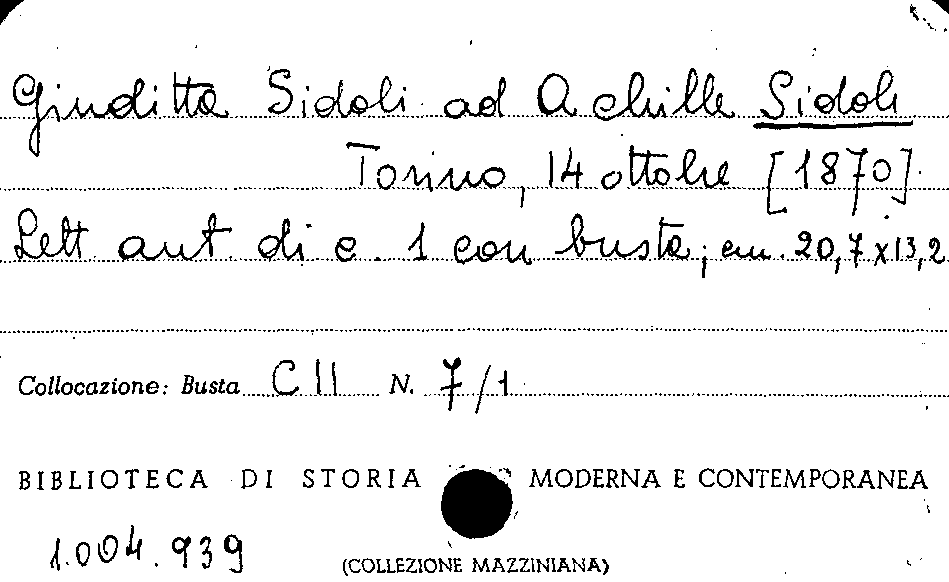 Giuditta Sidoli ad Achille Sidoli
Torino, 14 ottobre [1870].
Lett aut. di c. 1 con busta; cm. 20,7x13,2
Collocazione: Busta C II N. 7/1
BIBLIOTECA DI STORIA MODERNA E CONTEMPORANEA
1.004.939
(COLLEZIONE MAZZINIANA)